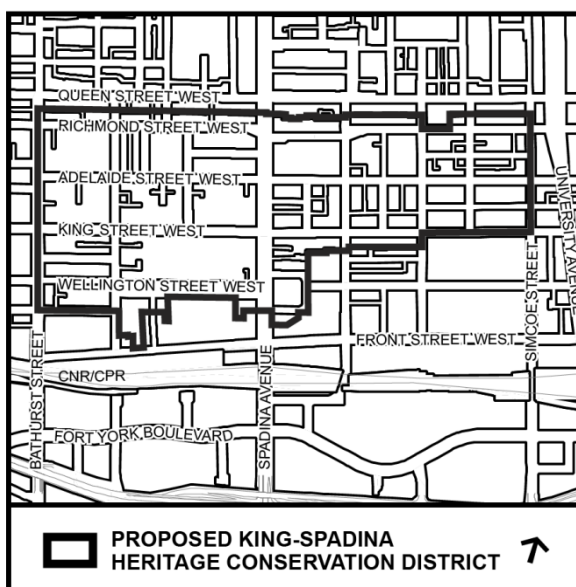 QUEEN STREET WEST
RICHMOND STREET WEST
ADELAIDE STREET WEST
KING STREET WEST
WELLINGTON STREET WEST
FRONT STREET WEST
CNR/CPR
FORT YORK BOULEVARD
BATHURST STREET
SPADINA AVENUE
SIMCOE STREET
UNIVERSITY AVENUE
PROPOSED KING-SPADINA
HERITAGE CONSERVATION DISTRICT